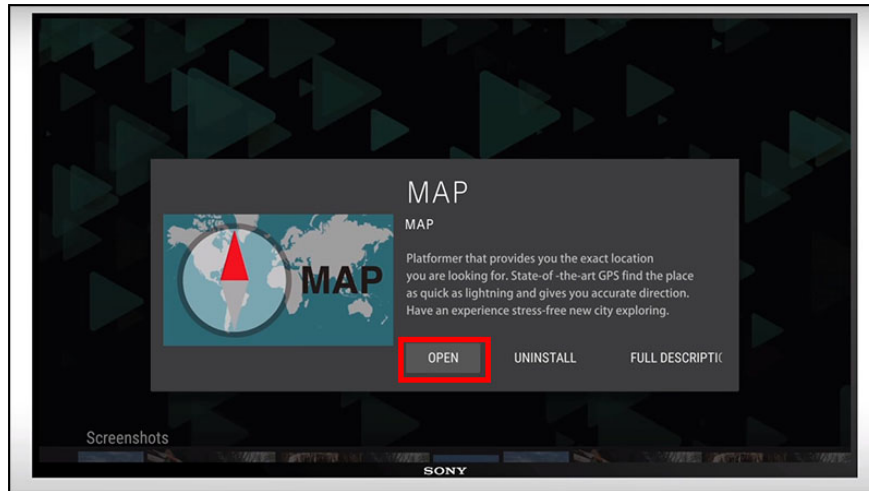 MAP
MAP
Platformer that provides you the exact location
you are looking for. State-of -the-art GPS find the place
as quick as lightning and gives you accurate direction.
Have an experience stress-free new city exploring.
MAP
OPEN UNINSTALL FULL DESCRIPTIO
Screenshots
SONY